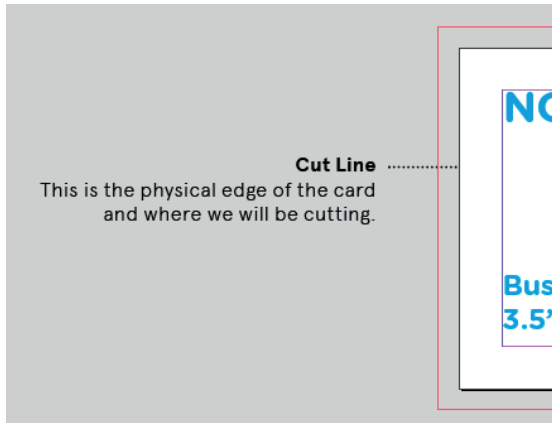 Cut Line
This is the physical edge of the card
and where we will be cutting.
NO
Bus
3.5”